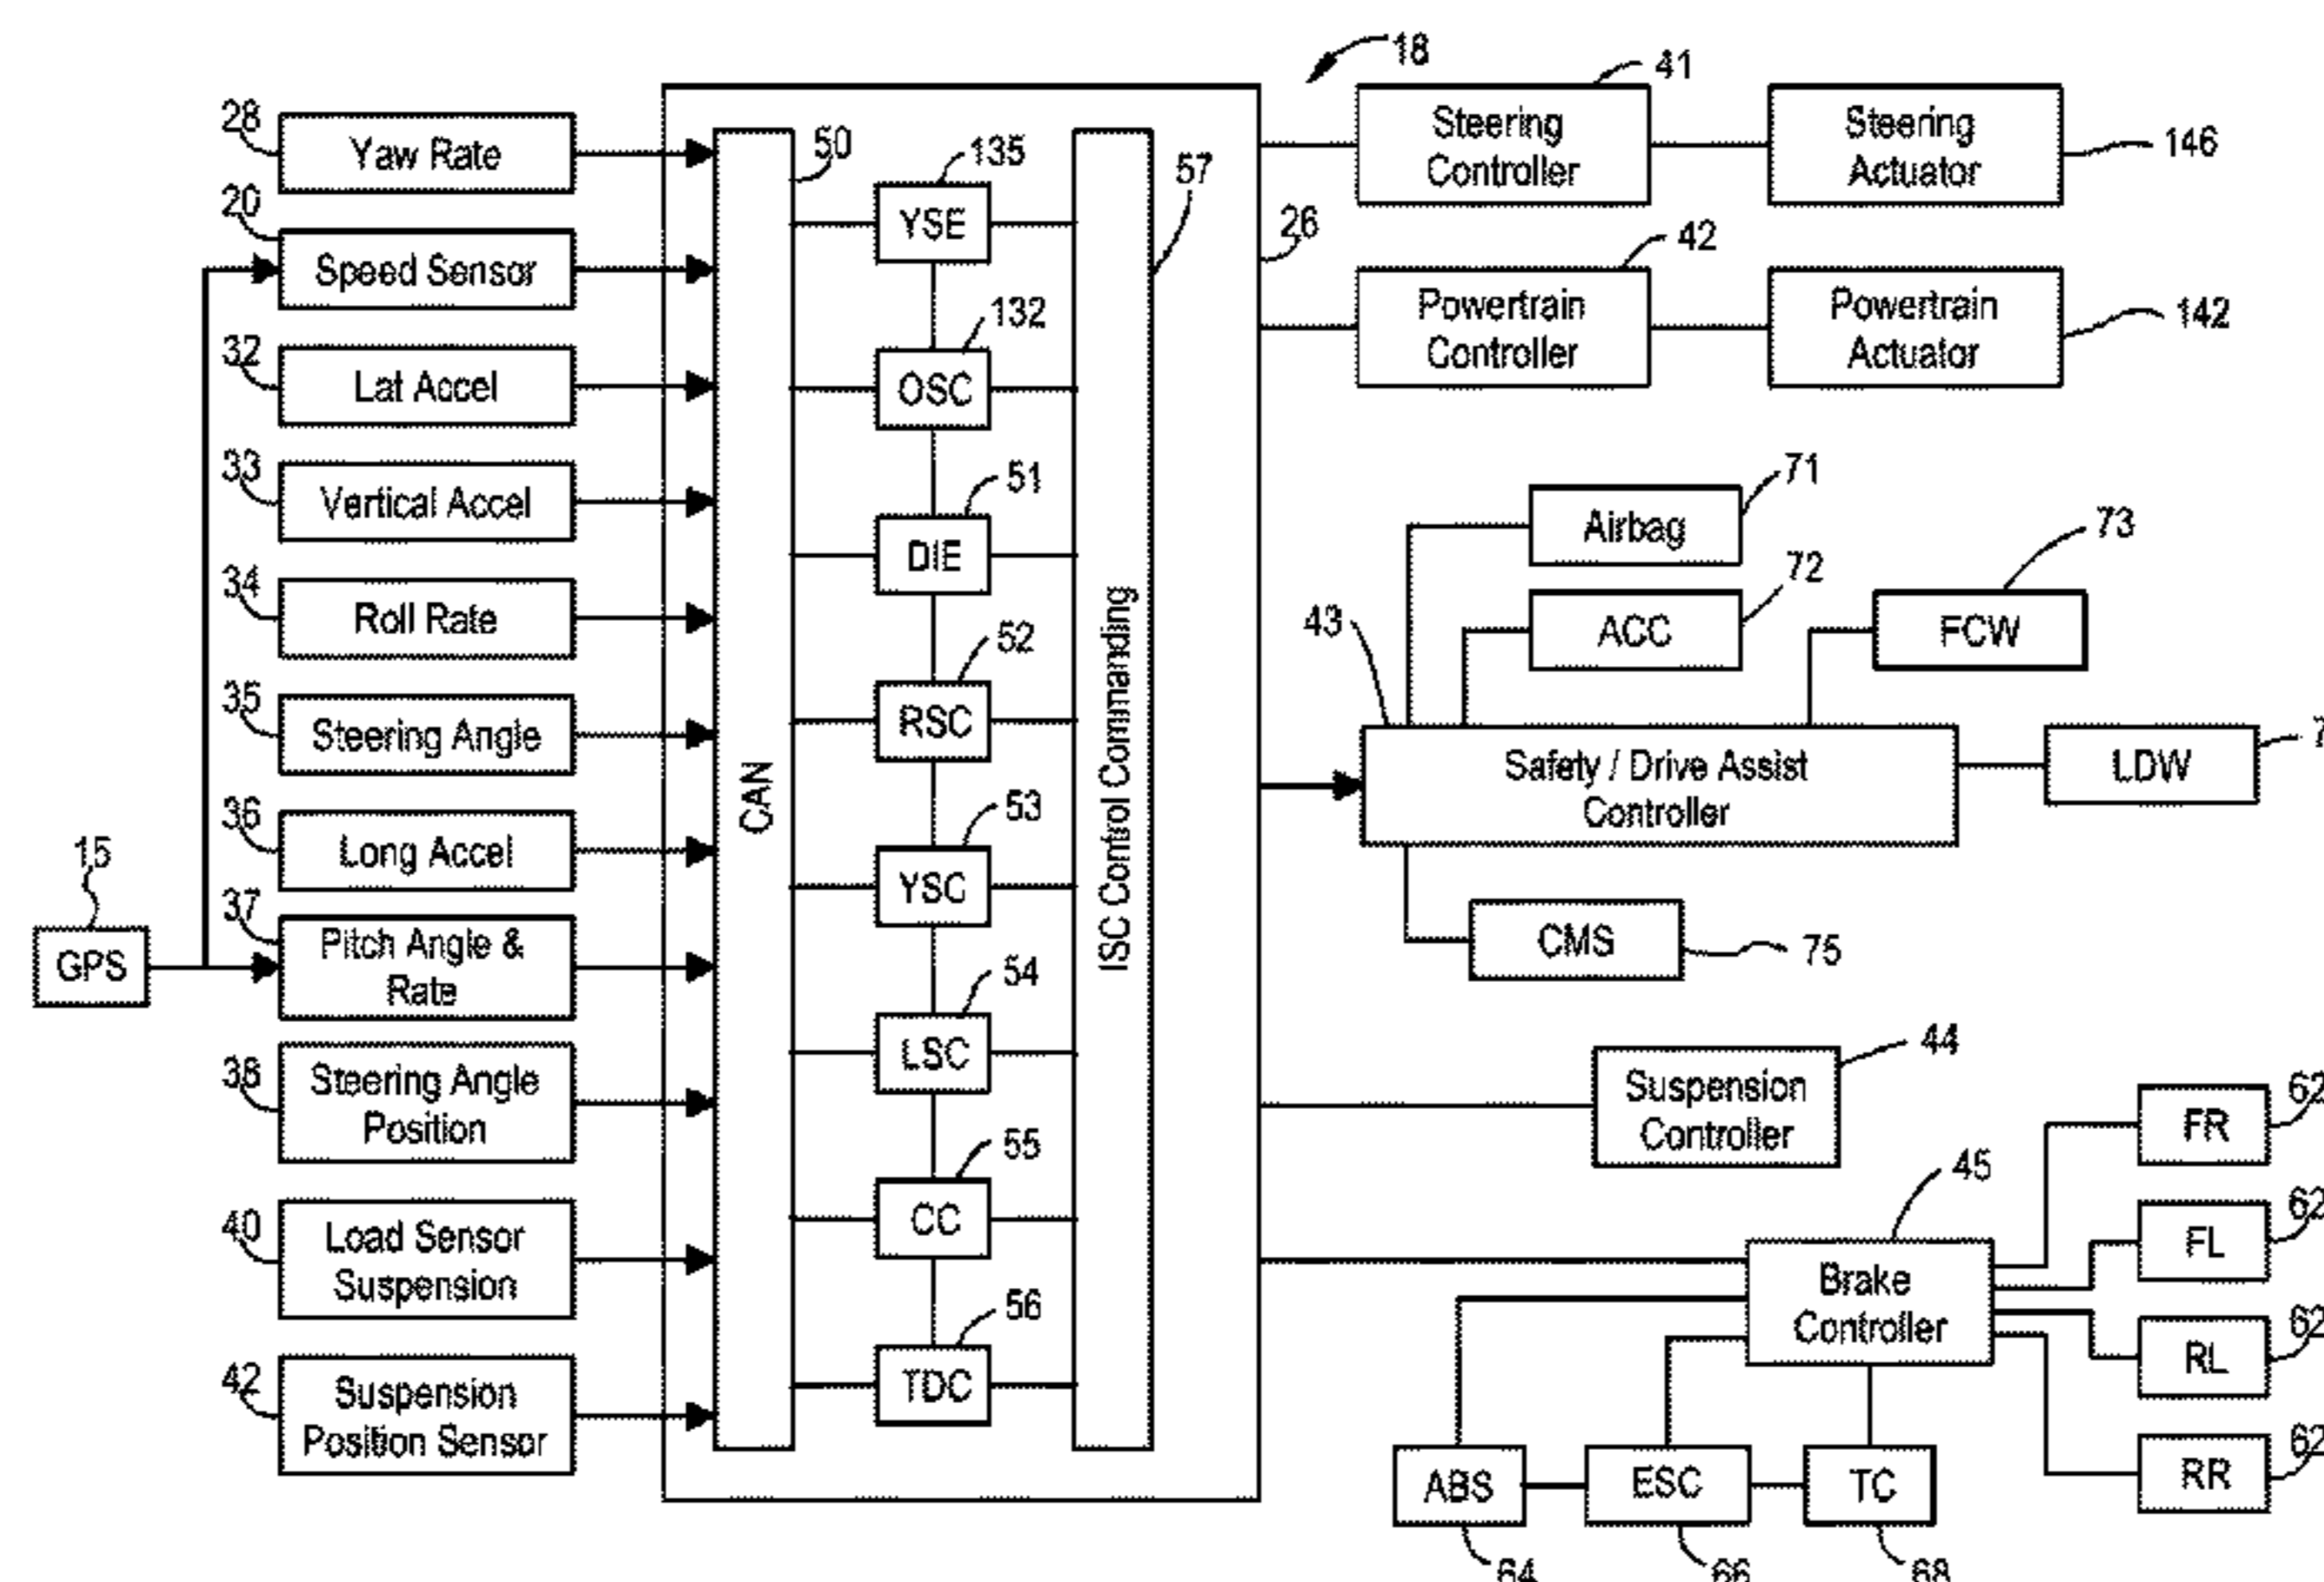 18
28
Yaw Rate
20
Speed Sensor
32
Lat Accel
33
Vertical Accel
34
Roll Rate
35
Steering Angle
36
Long Accel
15
GPS
37
Pitch Angle &
Rate
38
Steering Angle
Position
40
Load Sensor
Suspension
42
Suspension
Position Sensor
50
CAN
135
YSE
132
OSC
51
DIE
52
RSC
53
YSC
54
LSC
55
CC
56
TDC
57
ISC Control Commanding
26
41
Steering
Controller
Steering
Actuator
146
42
Powertrain
Controller
Powertrain
Actuator
142
71
Airbag
72
ACC
73
FCW
43
Safety / Drive Assist
Controller
LDW
CMS
75
44
Suspension
Controller
45
Brake
Controller
FR
62
FL
62
RL
62
RR
62
ABS
64
ESC
66
TC
68